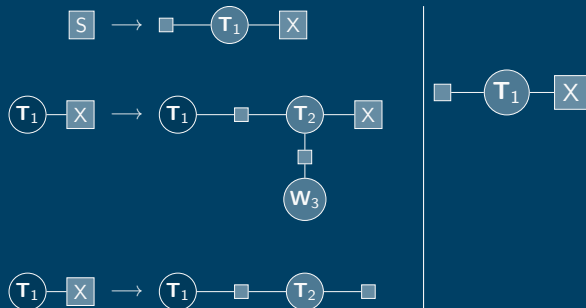 S → T₁ X
T₁ X → T₁ T₂ X
W₃
T₁ X → T₁ T₂
T₁ X